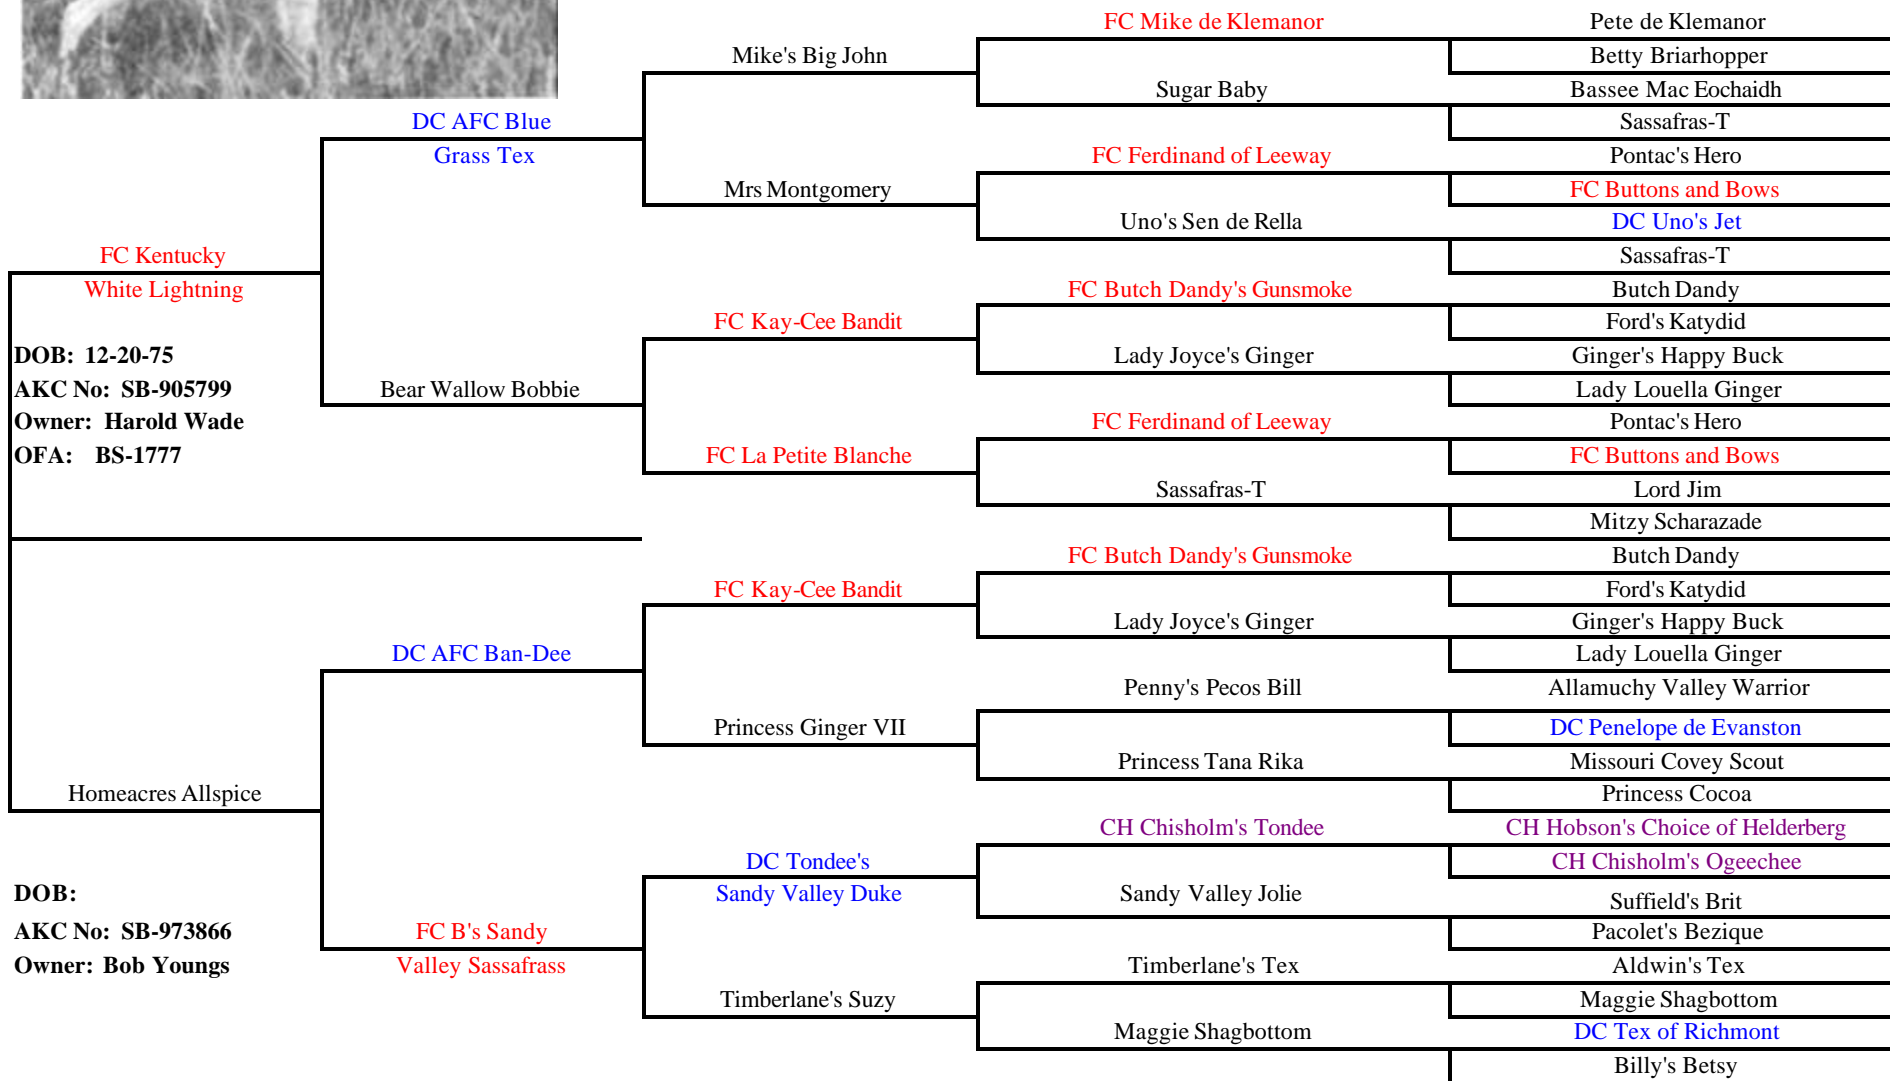 FC Mike de Klemanor
Pete de Klemanor
Mike's Big John
Betty Briarhopper
Sugar Baby
Bassee Mac Eochaidh
DC AFC Blue
Sassafras-T
Grass Tex
FC Ferdinand of Leeway
Pontac's Hero
Mrs Montgomery
FC Buttons and Bows
Uno's Sen de Rella
DC Uno's Jet
FC Kentucky
Sassafras-T
White Lightning
FC Butch Dandy's Gunsmoke
Butch Dandy
FC Kay-Cee Bandit
Ford's Katydid
DOB: 12-20-75
Lady Joyce's Ginger
Ginger's Happy Buck
AKC No: SB-905799
Bear Wallow Bobbie
Lady Louella Ginger
Owner: Harold Wade
FC Ferdinand of Leeway
Pontac's Hero
OFA: BS-1777
FC La Petite Blanche
FC Buttons and Bows
Sassafras-T
Lord Jim
Mitzy Scharazade
FC Butch Dandy's Gunsmoke
Butch Dandy
FC Kay-Cee Bandit
Ford's Katydid
Lady Joyce's Ginger
Ginger's Happy Buck
DC AFC Ban-Dee
Lady Louella Ginger
Penny's Pecos Bill
Allamuchy Valley Warrior
Princess Ginger VII
DC Penelope de Evanston
Princess Tana Rika
Missouri Covey Scout
Homeacres Allspice
Princess Cocoa
CH Chisholm's Tondee
CH Hobson's Choice of Helderberg
DC Tondee's
CH Chisholm's Ogeechee
DOB:
Sandy Valley Duke
Sandy Valley Jolie
Suffield's Brit
AKC No: SB-973866
FC B's Sandy
Pacolet's Bezique
Owner: Bob Youngs
Valley Sassafrass
Timberlane's Tex
Aldwin's Tex
Timberlane's Suzy
Maggie Shagbottom
Maggie Shagbottom
DC Tex of Richmont
Billy's Betsy